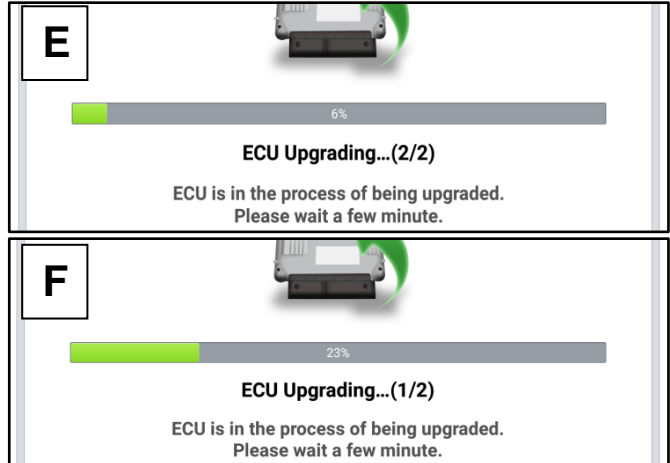 E
6%
ECU Upgrading...(2/2)
ECU is in the process of being upgraded.
Please wait a few minute.
F
23%
ECU Upgrading...(1/2)
ECU is in the process of being upgraded.
Please wait a few minute.